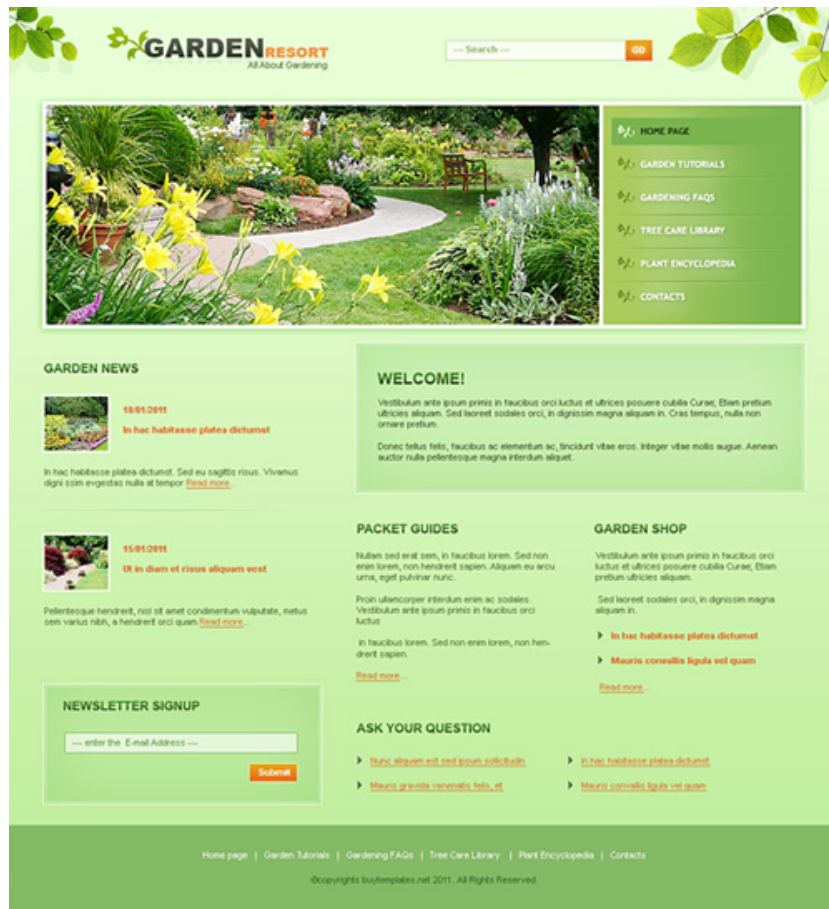 GARDEN RESORT
All About Gardening
--- Search ---
GO
HOME PAGE
GARDEN TUTORIALS
GARDENING FAQS
TREE CARE LIBRARY
PLANT ENCYCLOPEDIA
CONTACTS
GARDEN NEWS
18/01/2011
In hac habitasse platea dictumst
In hac habitasse platea dictumst. Sed eu sagittis risus. Vivamus
digni ssim evgestas nulla at tempor Read more...
15/01/2011
Ut in diam et risus aliquam vest
Pellentesque hendrerit, nisl sit amet condimentum vulputate, metus
sem varius nibh, a hendrerit orci quam Read more...
NEWSLETTER SIGNUP
--- enter the E-mail Address ---
Submit
WELCOME!
Vestibulum ante ipsum primis in faucibus orci luctus et ultrices posuere cubilia Curae; Etiam pretium
ultricies aliquam. Sed laoreet sodales orci, in dignissim magna aliquam in. Cras tempus, nulla non
ornare pretium.
Donec tellus felis, faucibus ac elementum ac, tincidunt vitae eros. Integer vitae mollis augue. Aenean
auctor nulla pellentesque magna interdum aliquet.
PACKET GUIDES
Nullam sed erat sem, in faucibus lorem. Sed non
enim lorem, non hendrerit sapien. Aliquam eu arcu
urna, eget pulvinar nunc.
Proin ullamcorper interdum enim ac sodales.
Vestibulum ante ipsum primis in faucibus orci
luctus
in faucibus lorem. Sed non enim lorem, non hen-
drerit sapien.
Read more...
GARDEN SHOP
Vestibulum ante ipsum primis in faucibus orci
luctus et ultrices posuere cubilia Curae; Etiam
pretium ultricies aliquam.
Sed laoreet sodales orci, in dignissim magna
aliquam in.
In hac habitasse platea dictumst
Mauris convallis ligula vel quam
Read more...
ASK YOUR QUESTION
Nunc aliquam est sed ipsum sollicitudin
In hac habitasse platea dictumst
Mauris gravida venenatis felis, et
Mauris convallis ligula vel quam
Home page | Garden Tutorials | Gardening FAQs | Tree Care Library | Plant Encyclopedia | Contacts
©copyrights buytemplates.net 2011. All Rights Reserved.